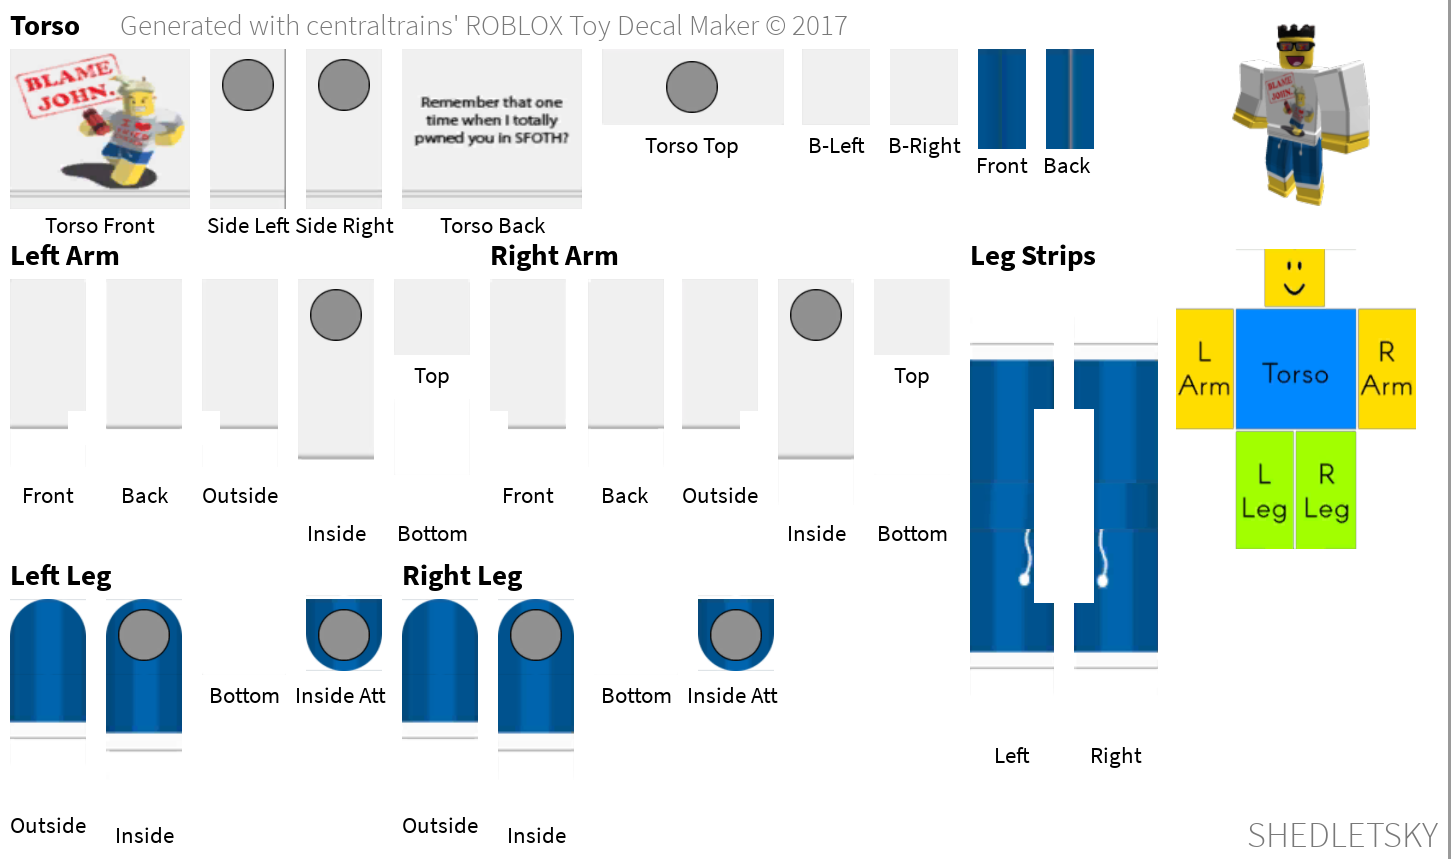 Torso Generated with centraltrains' ROBLOX Toy Decal Maker © 2017
BLAME
JOHN.
Remember that one
time when I totally
pwned you in SFOTH?
Torso Top
B-Left
B-Right
Front
Back
Torso Front
Side Left
Side Right
Torso Back
BLAME
JOHN.
Left Arm
Right Arm
Leg Strips
Top
Top
Front
Back
Outside
Front
Back
Outside
Inside
Bottom
Inside
Bottom
L
Arm
Torso
R
Arm
L
Leg
R
Leg
Left Leg
Right Leg
Bottom
Inside Att
Bottom
Inside Att
Left
Right
Outside
Inside
Outside
Inside
SHEDLETSKY